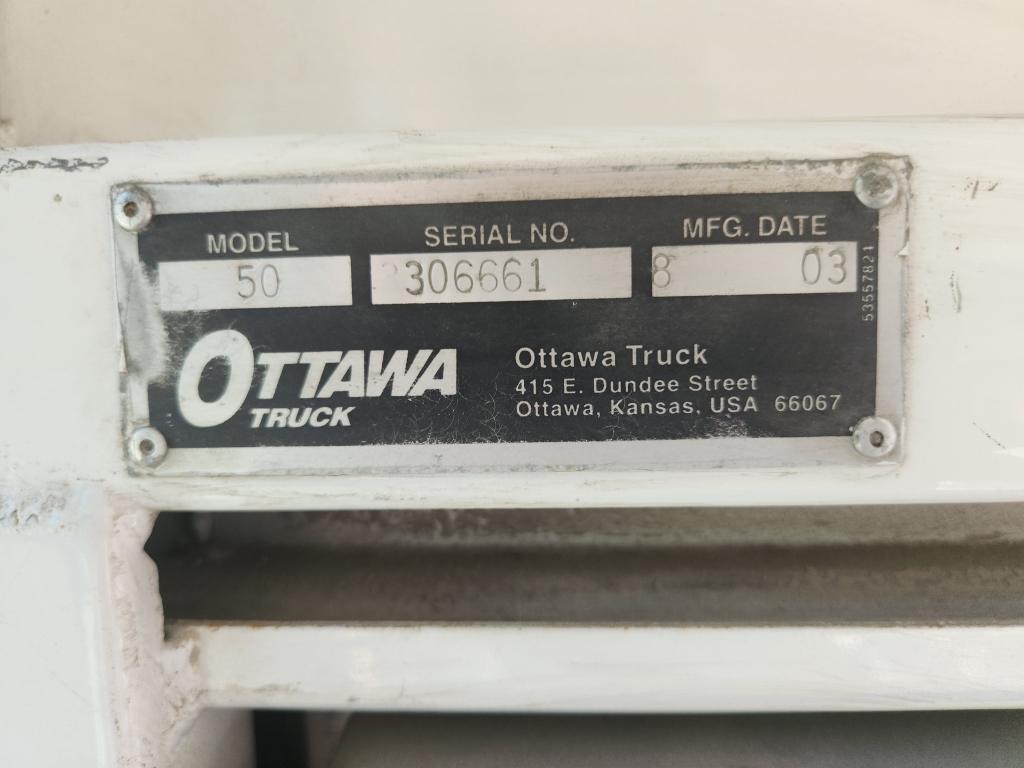 MODEL SERIAL NO. MFG. DATE
50 306661 8 03
53557821
OTTAWA
TRUCK
Ottawa Truck
415 E. Dundee Street
Ottawa, Kansas, USA 66067